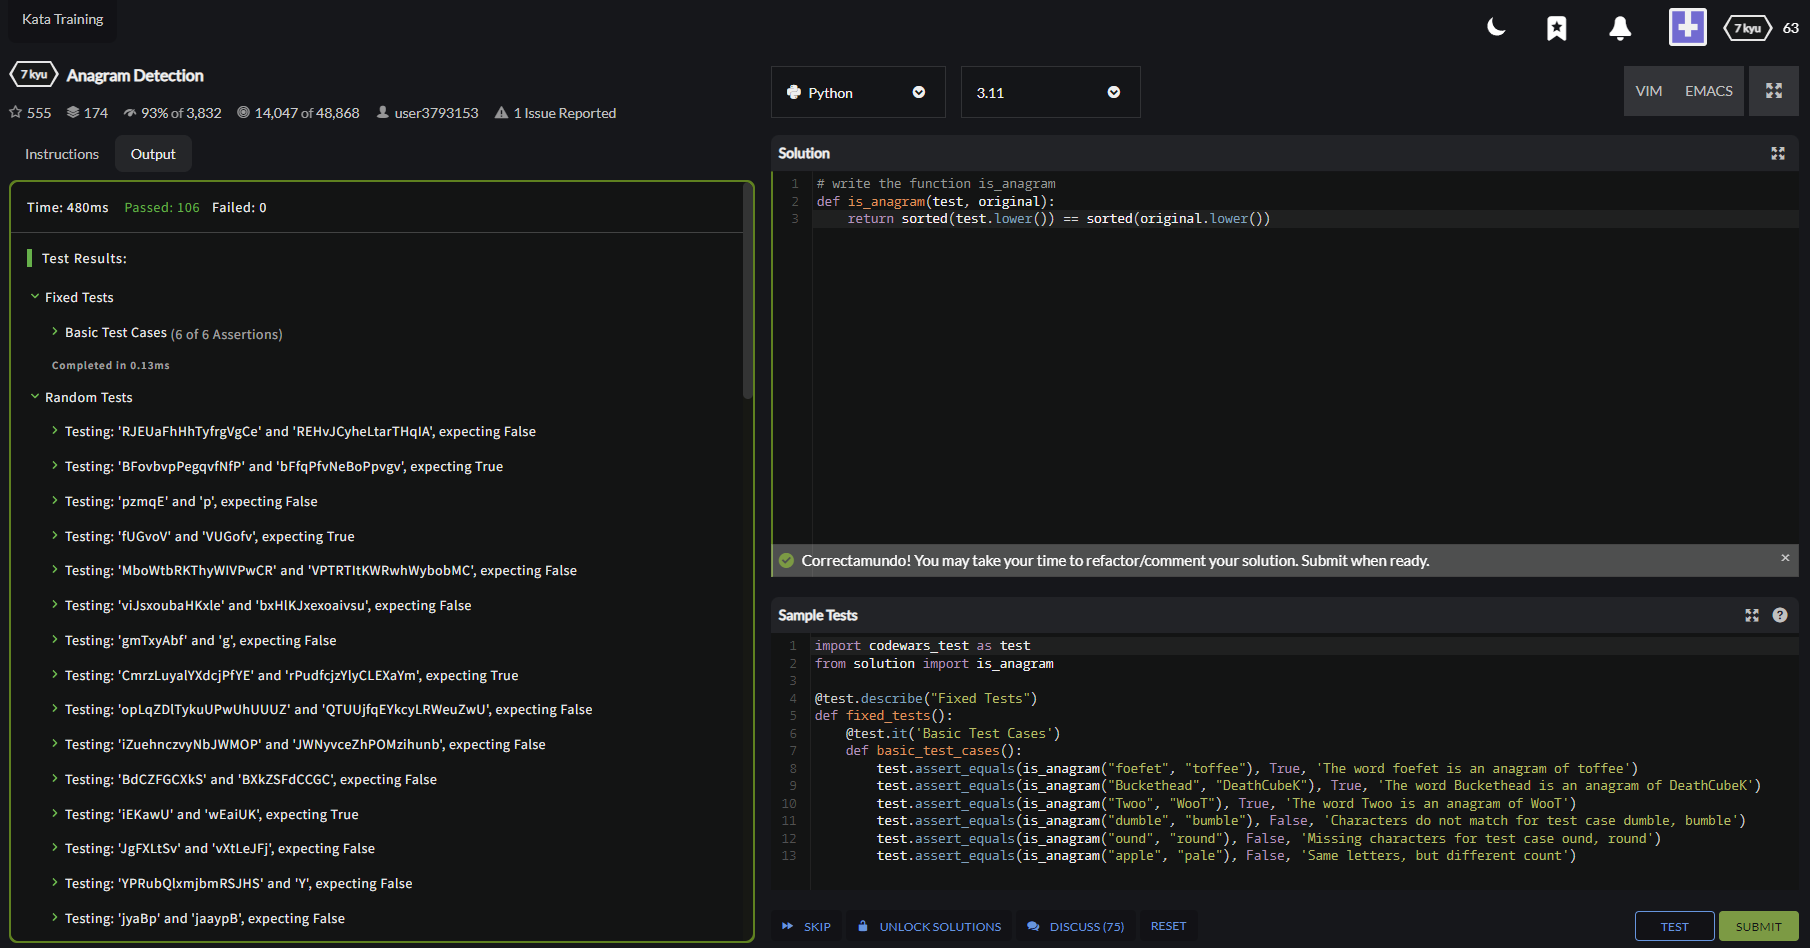 Kata Training
7 kyu 63
7 kyu Anagram Detection
555 174 93% of 3,832 14,047 of 48,868 user3793153 1 Issue Reported
Instructions Output
Time: 480ms Passed: 106 Failed: 0
Test Results:
Fixed Tests
Basic Test Cases (6 of 6 Assertions)
Completed in 0.13ms
Random Tests
Testing: 'RJEUaFhHhTyfrgVgCe' and 'REHvJCyheLtarTHqIA', expecting False
Testing: 'BFovbvpPegqvfNfP' and 'bFfqPfvNeBoPpvgv', expecting True
Testing: 'pzmqE' and 'p', expecting False
Testing: 'fUGvoV' and 'VUGofv', expecting True
Testing: 'MboWtbRKThyWIVPwCR' and 'VPTRTItKWRwhWybobMC', expecting False
Testing: 'viJsxoubaHKxle' and 'bxHlKJxexoaivsu', expecting False
Testing: 'gmTxyAbf' and 'g', expecting False
Testing: 'CmrzLuyalYXdcjPfYE' and 'rPudfcjzYlyCLEXaYm', expecting True
Testing: 'opLqZDlTykuUPwUhUUUZ' and 'QTUUjfqEYkcyLRWeuZwU', expecting False
Testing: 'iZuehnczvyNbJWMOP' and 'JWNyvceZhPOMzihunb', expecting False
Testing: 'BdCZFGCXkS' and 'BXkZSFdCCGC', expecting False
Testing: 'iEKawU' and 'wEaiUK', expecting True
Testing: 'JgFXLtSv' and 'vXtLeJFj', expecting False
Testing: 'YPRubQlxmjbmRSJHS' and 'Y', expecting False
Testing: 'jyaBp' and 'jaaypB', expecting False
Python 3.11 VIM EMACS
Solution
1 # write the function is_anagram
2 def is_anagram(test, original):
3 return sorted(test.lower()) == sorted(original.lower())
Correctamundo! You may take your time to refactor/comment your solution. Submit when ready. ×
Sample Tests
1 import codewars_test as test
2 from solution import is_anagram
3
4 @test.describe("Fixed Tests")
5 def fixed_tests():
6 @test.it('Basic Test Cases')
7 def basic_test_cases():
8 test.assert_equals(is_anagram("foefet", "toffee"), True, 'The word foefet is an anagram of toffee')
9 test.assert_equals(is_anagram("Buckethead", "DeathCubeK"), True, 'The word Buckethead is an anagram of DeathCubeK')
10 test.assert_equals(is_anagram("Twoo", "WooT"), True, 'The word Twoo is an anagram of WooT')
11 test.assert_equals(is_anagram("dumble", "bumble"), False, 'Characters do not match for test case dumble, bumble')
12 test.assert_equals(is_anagram("ound", "round"), False, 'Missing characters for test case ound, round')
13 test.assert_equals(is_anagram("apple", "pale"), False, 'Same letters, but different count')
SKIP UNLOCK SOLUTIONS DISCUSS (75) RESET TEST SUBMIT